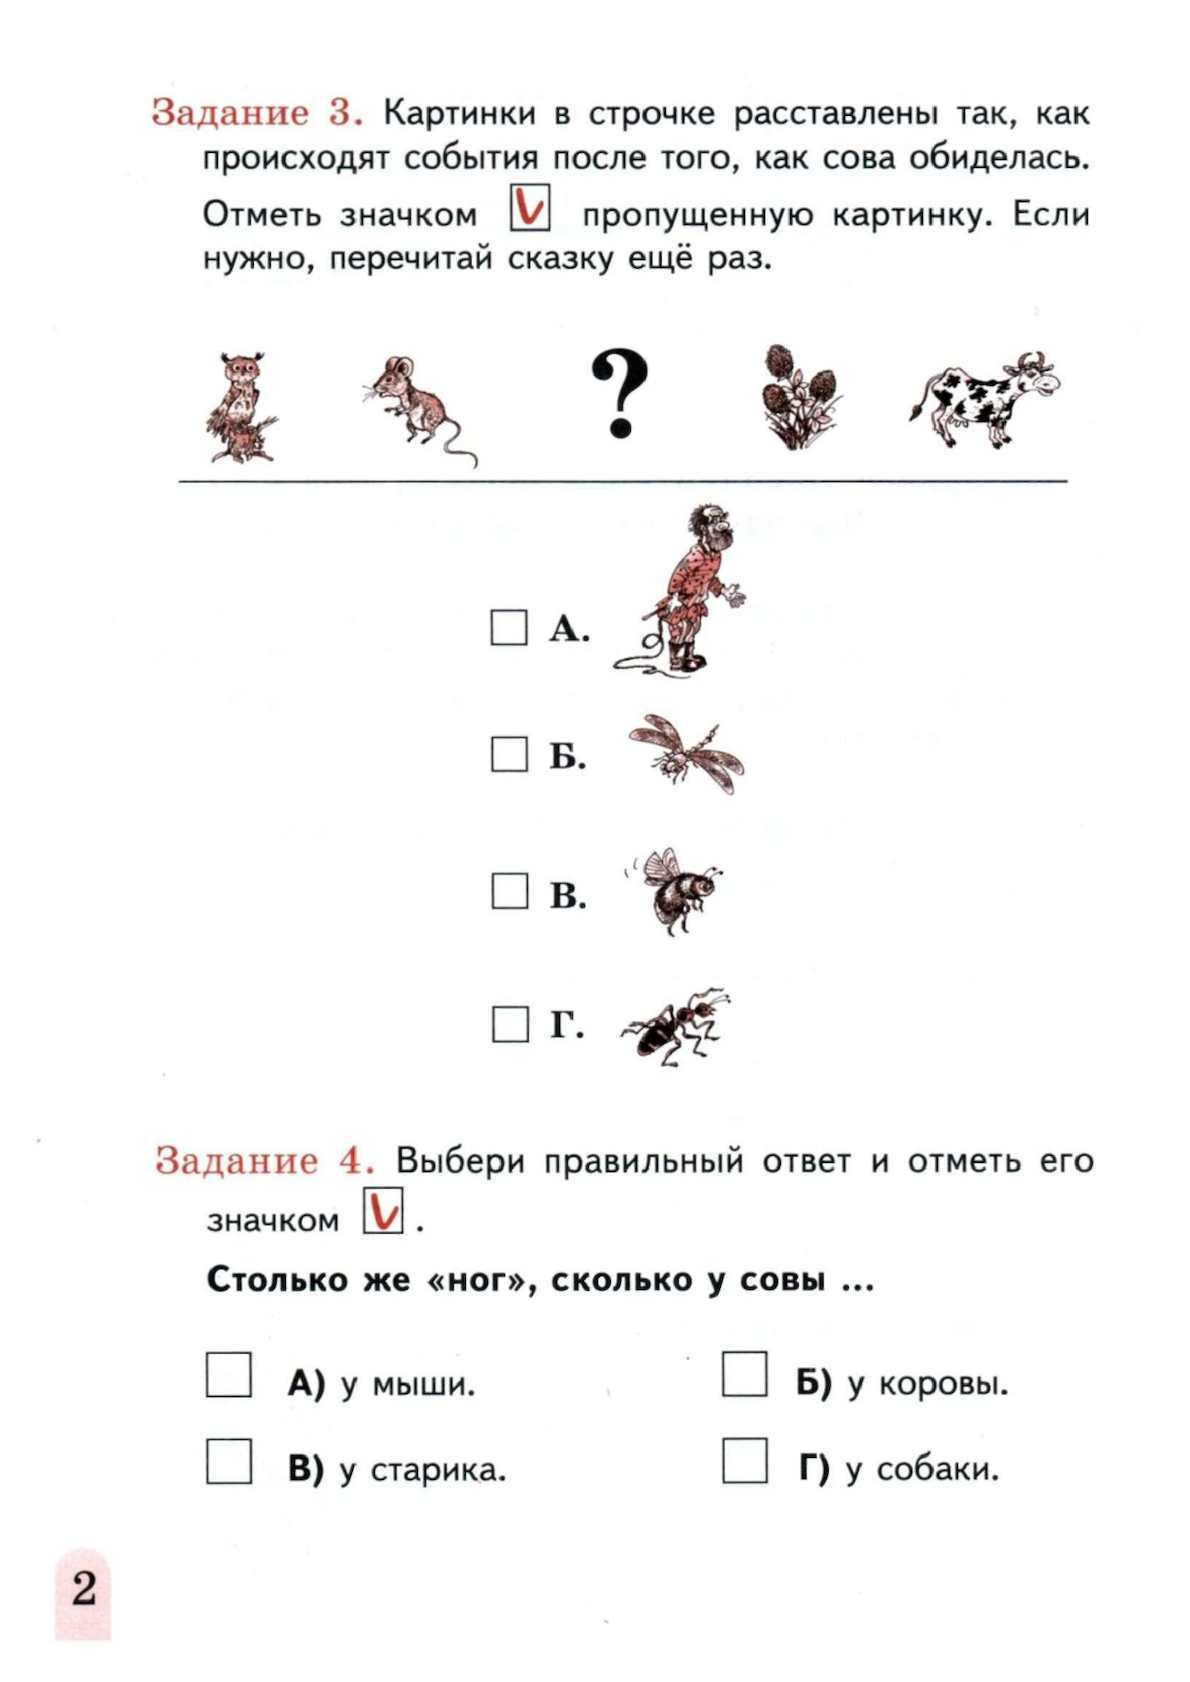 Задание 3. Картинки в строчке расставлены так, как
происходят события после того, как сова обиделась.
Отметь значком V пропущенную картинку. Если
нужно, перечитай сказку ещё раз.
?
А.
Б.
В.
Г.
Задание 4. Выбери правильный ответ и отметь его
значком V .
Столько же «ног», сколько у совы ...
А) у мыши.
Б) у коровы.
В) у старика.
Г) у собаки.
2